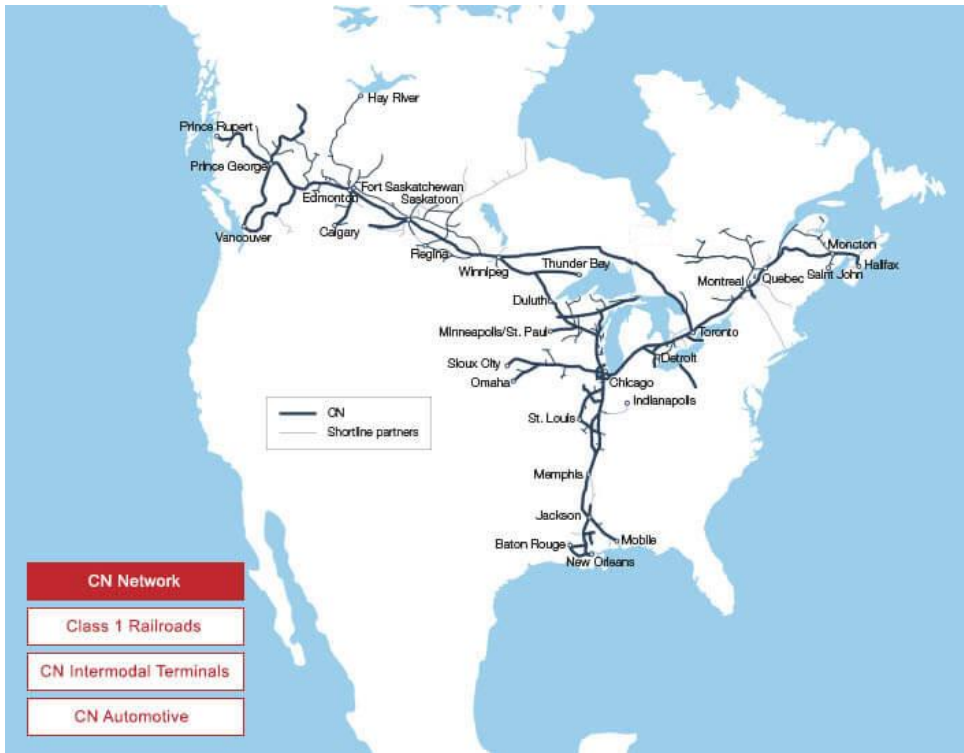 Hay River
Prince Rupert
Prince George
Fort Saskatchewan
Edmonton
Saskatoon
Vancouver
Calgary
Regina
Winnipeg
Thunder Bay
Moncton
Montreal
Quebec
Saint John
Halifax
Duluth
Minneapolis/St. Paul
Toronto
Sioux City
Detroit
Omaha
Chicago
Indianapolis
CN
St. Louis
Shortline partners
Memphis
Jackson
Mobile
Baton Rouge
New Orleans
CN Network
Class 1 Railroads
CN Intermodal Terminals
CN Automotive